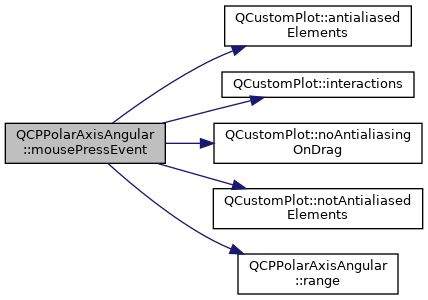 QCPPolarAxisAngular
::mousePressEvent
QCustomPlot::antialiased
Elements
QCustomPlot::interactions
QCustomPlot::noAntialiasing
OnDrag
QCustomPlot::notAntialiased
Elements
QCPPolarAxisAngular
::range